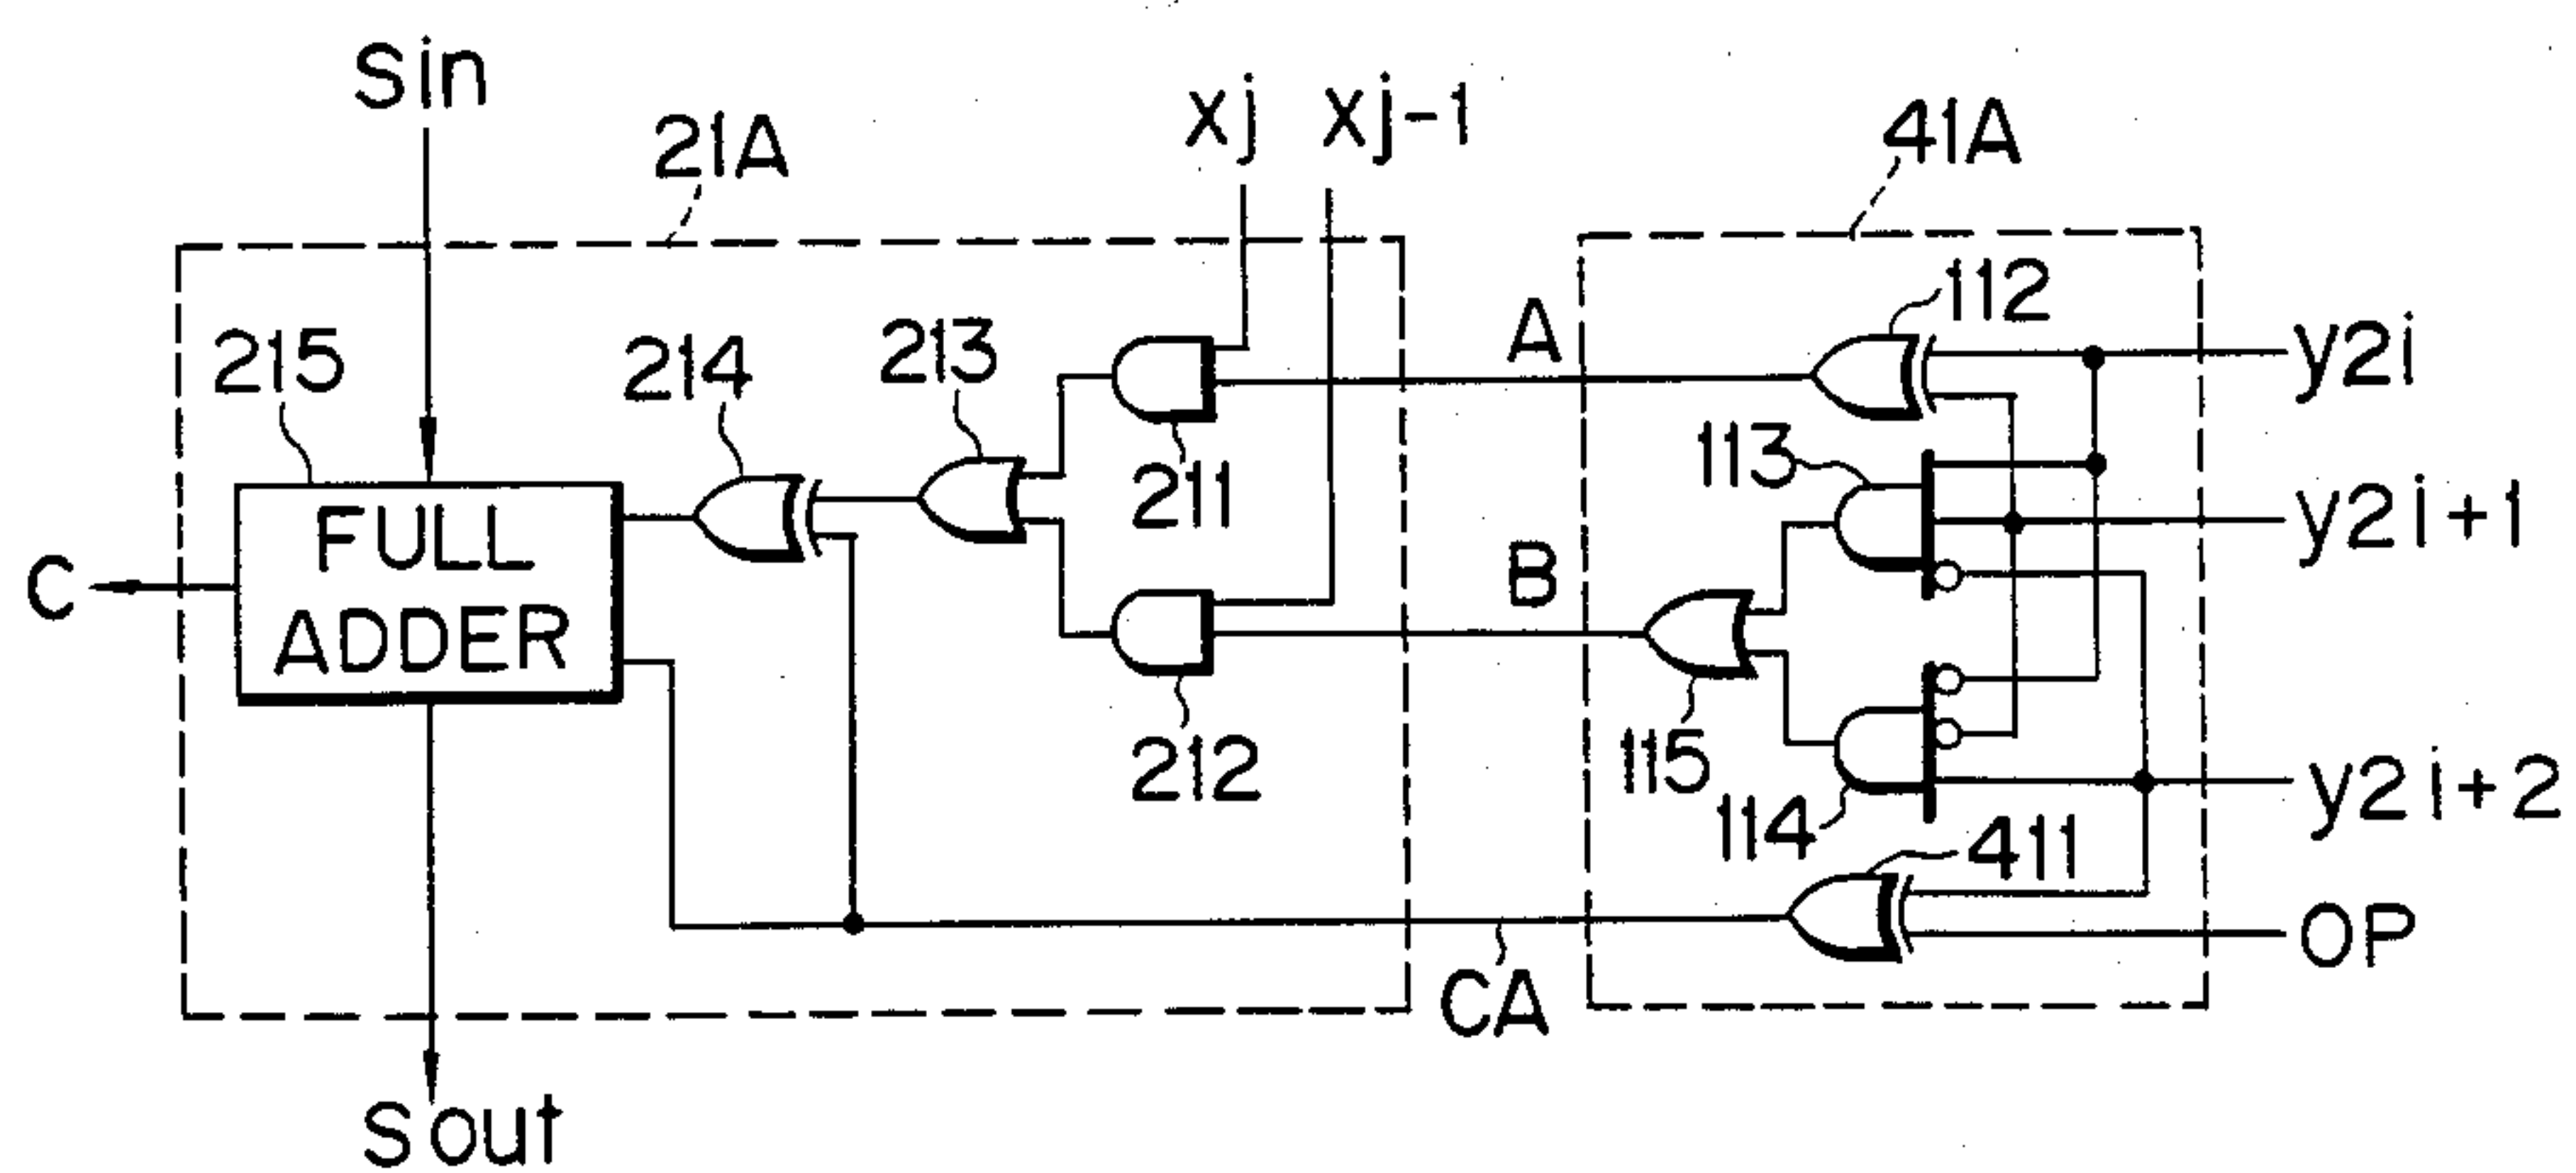 Sin
21A
xj
xj-1
41A
112
A
y2i
215
214
213
113
211
y2i+1
C
FULL
ADDER
B
212
115
114
y2i+2
411
CA
OP
Sout